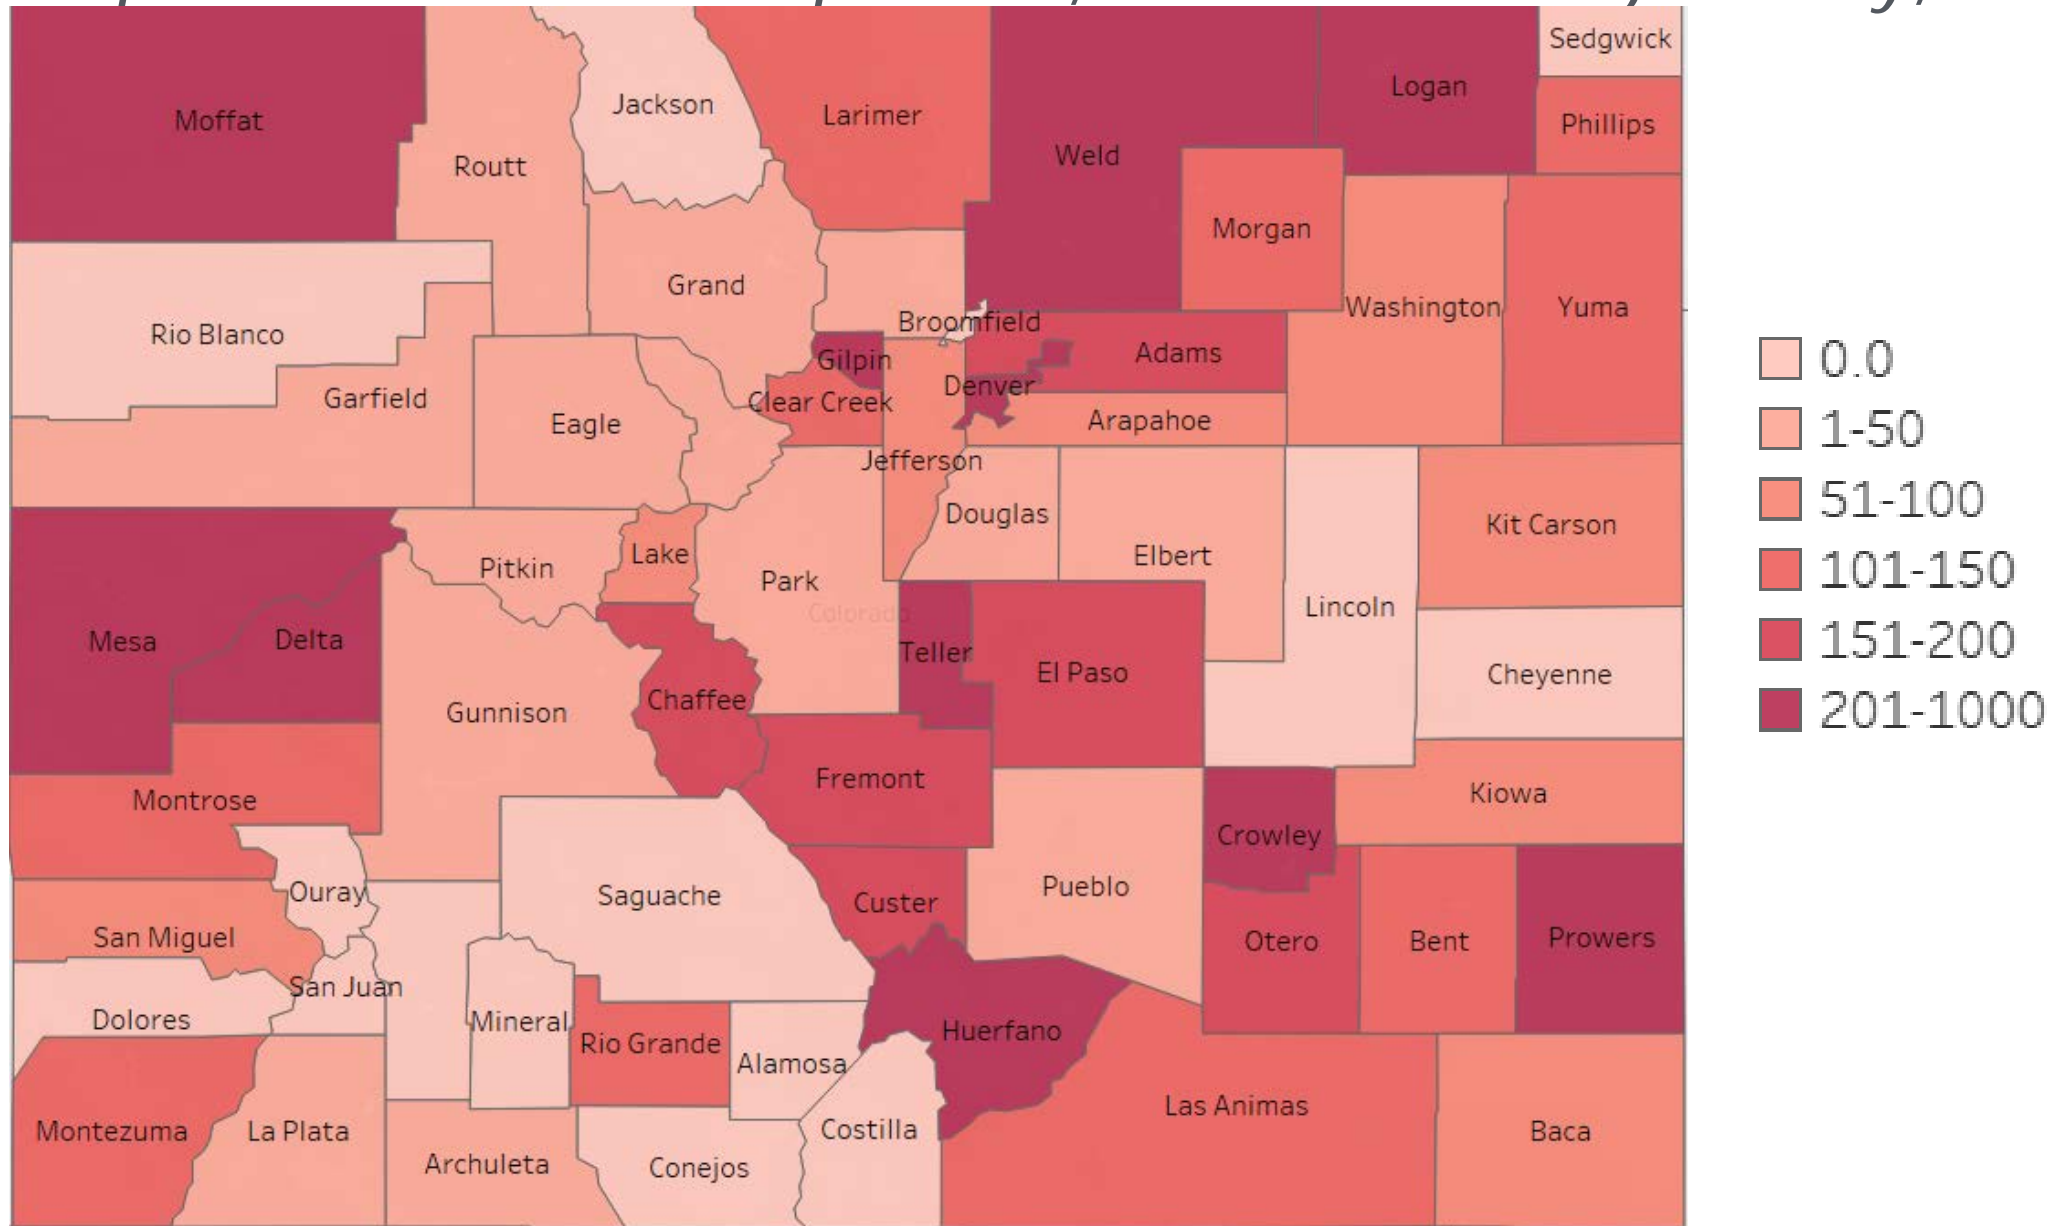 Sedgwick
Logan
Jackson
Larimer
Moffat
Phillips
Weld
Routt
Morgan
Grand
Washington
Yuma
Broomfield
Rio Blanco
Gilpin
Adams
Denver
Garfield
Clear Creek
Arapahoe
Eagle
Jefferson
Douglas
Kit Carson
Lake
Elbert
Pitkin
Park
Lincoln
Colorado
Mesa
Delta
Teller
El Paso
Cheyenne
Chaffee
Gunnison
Fremont
Kiowa
Montrose
Crowley
Pueblo
Ouray
Saguache
Custer
San Miguel
Otero
Bent
Prowers
San Juan
Dolores
Mineral
Huerfano
Rio Grande
Alamosa
Las Animas
Montezuma
La Plata
Costilla
Baca
Archuleta
Conejos
0.0
1-50
51-100
101-150
151-200
201-1000